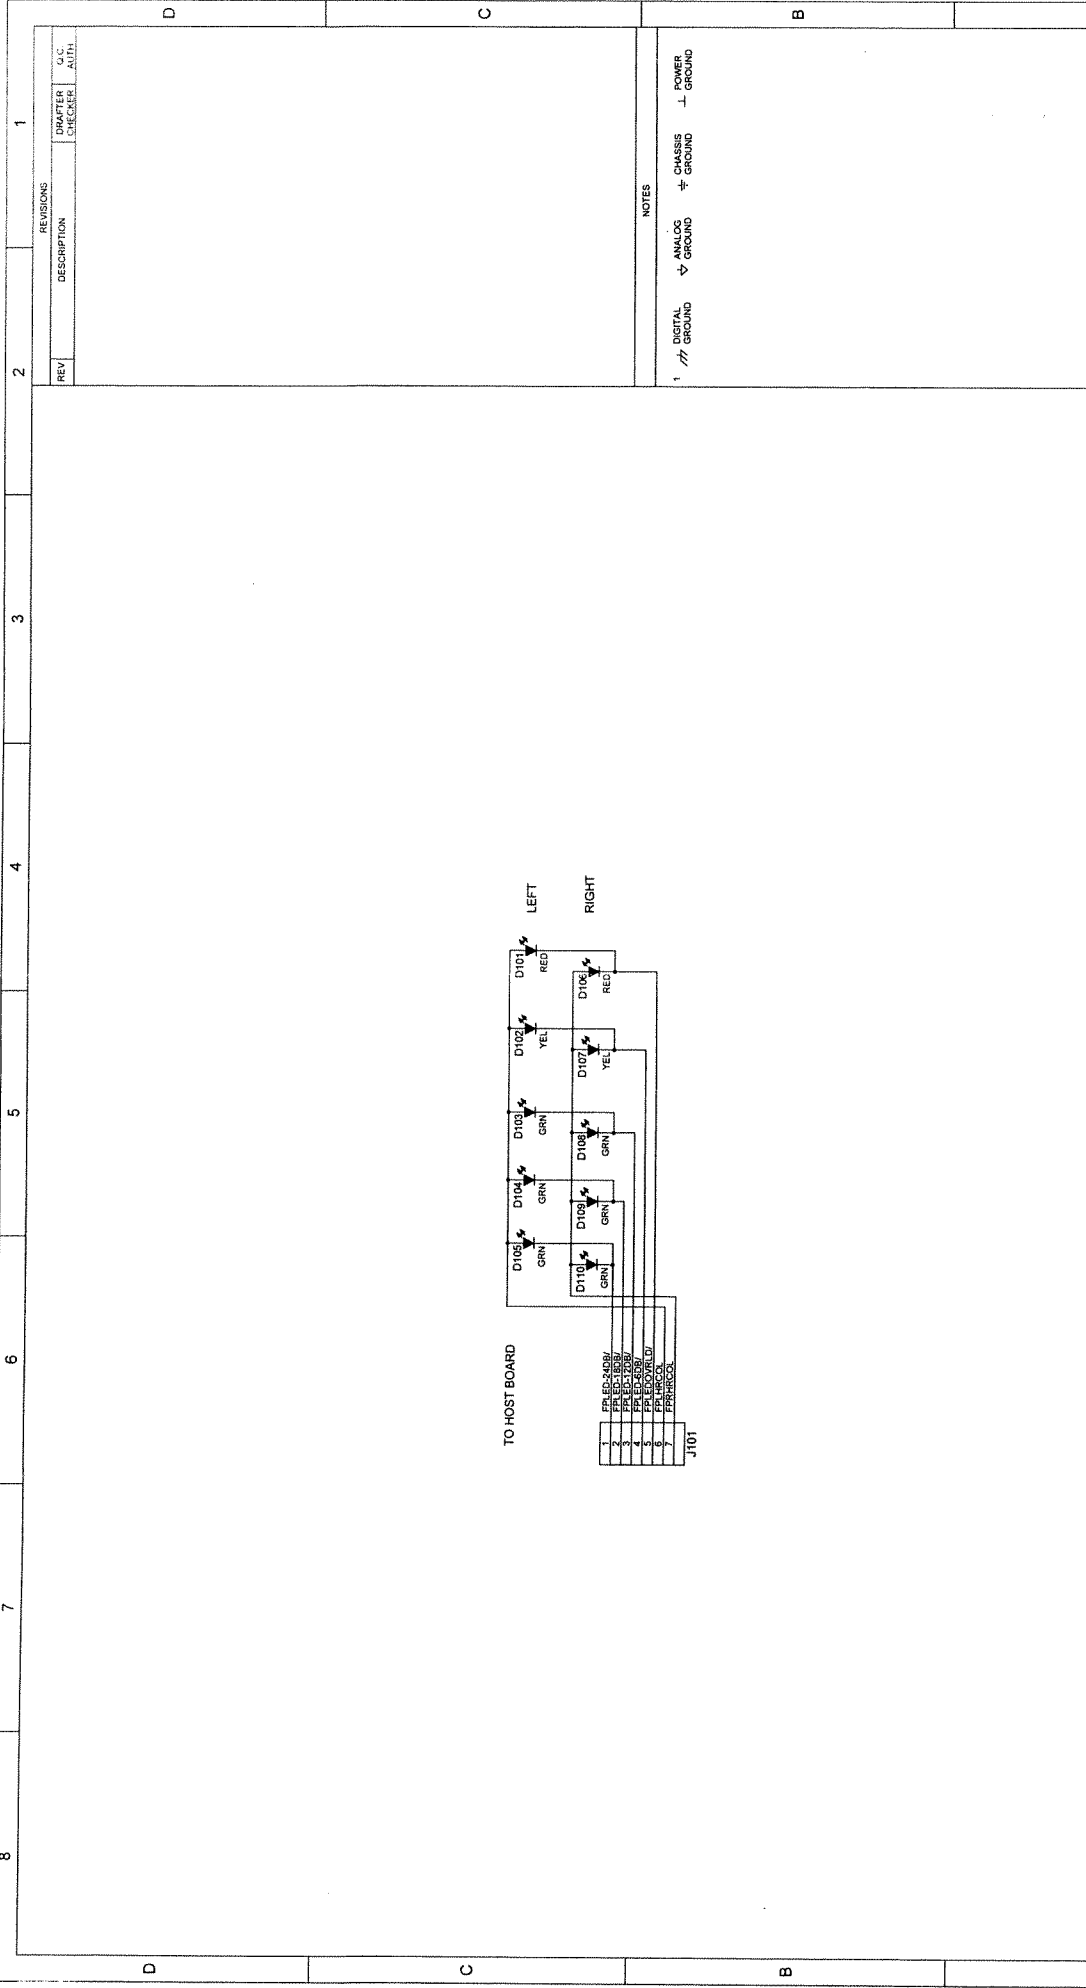 8 7 6 5 4 3 2 1
D
C
B
D
C
B
REVISIONS
REV DESCRIPTION DRAFTER CHECKER Q.C. AUTH
NOTES
1 DIGITAL GROUND ANALOG GROUND CHASSIS GROUND POWER GROUND
TO HOST BOARD
LEFT
D105 D104 D103 D102 D101
GRN GRN GRN YEL RED
RIGHT
D110 D109 D108 D107 D106
GRN GRN GRN YEL RED
1 FPLED-24DB/
2 FPLED-18DB/
3 FPLED-12DB/
4 FPLED-6DB/
5 FPLEDOVRLD/
6 FPLHRCOL
7 FPRHRCOL
J101